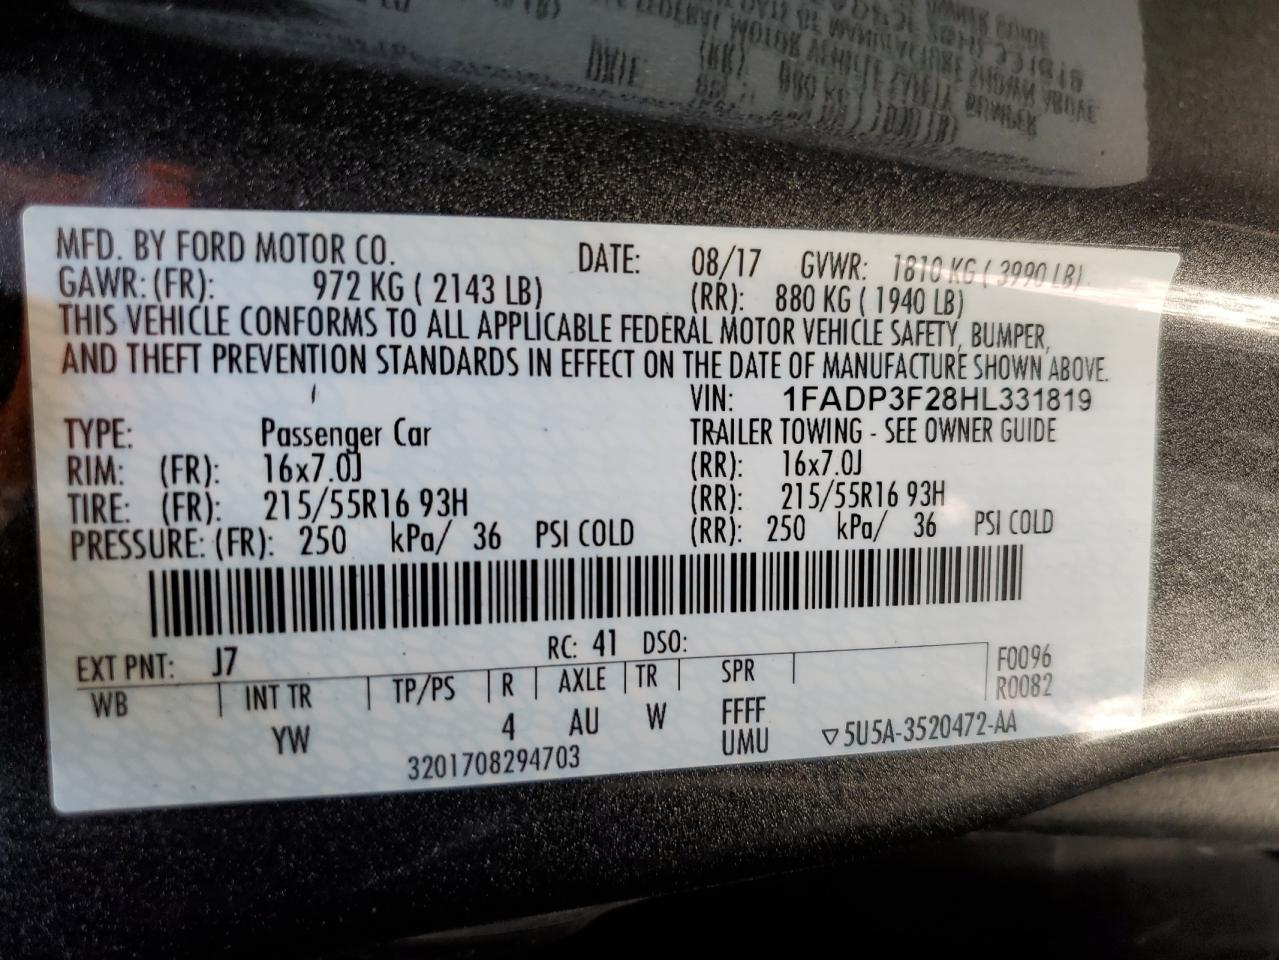 MFD. BY FORD MOTOR CO. DATE: 08/17 GVWR: 1810 KG ( 3990 LB)
GAWR: (FR): 972 KG ( 2143 LB) (RR): 880 KG ( 1940 LB)
THIS VEHICLE CONFORMS TO ALL APPLICABLE FEDERAL MOTOR VEHICLE SAFETY, BUMPER,
AND THEFT PREVENTION STANDARDS IN EFFECT ON THE DATE OF MANUFACTURE SHOWN ABOVE.
VIN: 1FADP3F28HL331819
TYPE: Passenger Car TRAILER TOWING - SEE OWNER GUIDE
RIM: (FR): 16x7.0J (RR): 16x7.0J
TIRE: (FR): 215/55R16 93H (RR): 215/55R16 93H
PRESSURE: (FR): 250 kPa/ 36 PSI COLD (RR): 250 kPa/ 36 PSI COLD
EXT PNT: J7 RC: 41 DSO:
WB INT TR TP/PS R AXLE TR SPR F0096
R0082
YW 4 AU W FFFF
UMU
3201708294703 ▽5U5A-3520472-AA